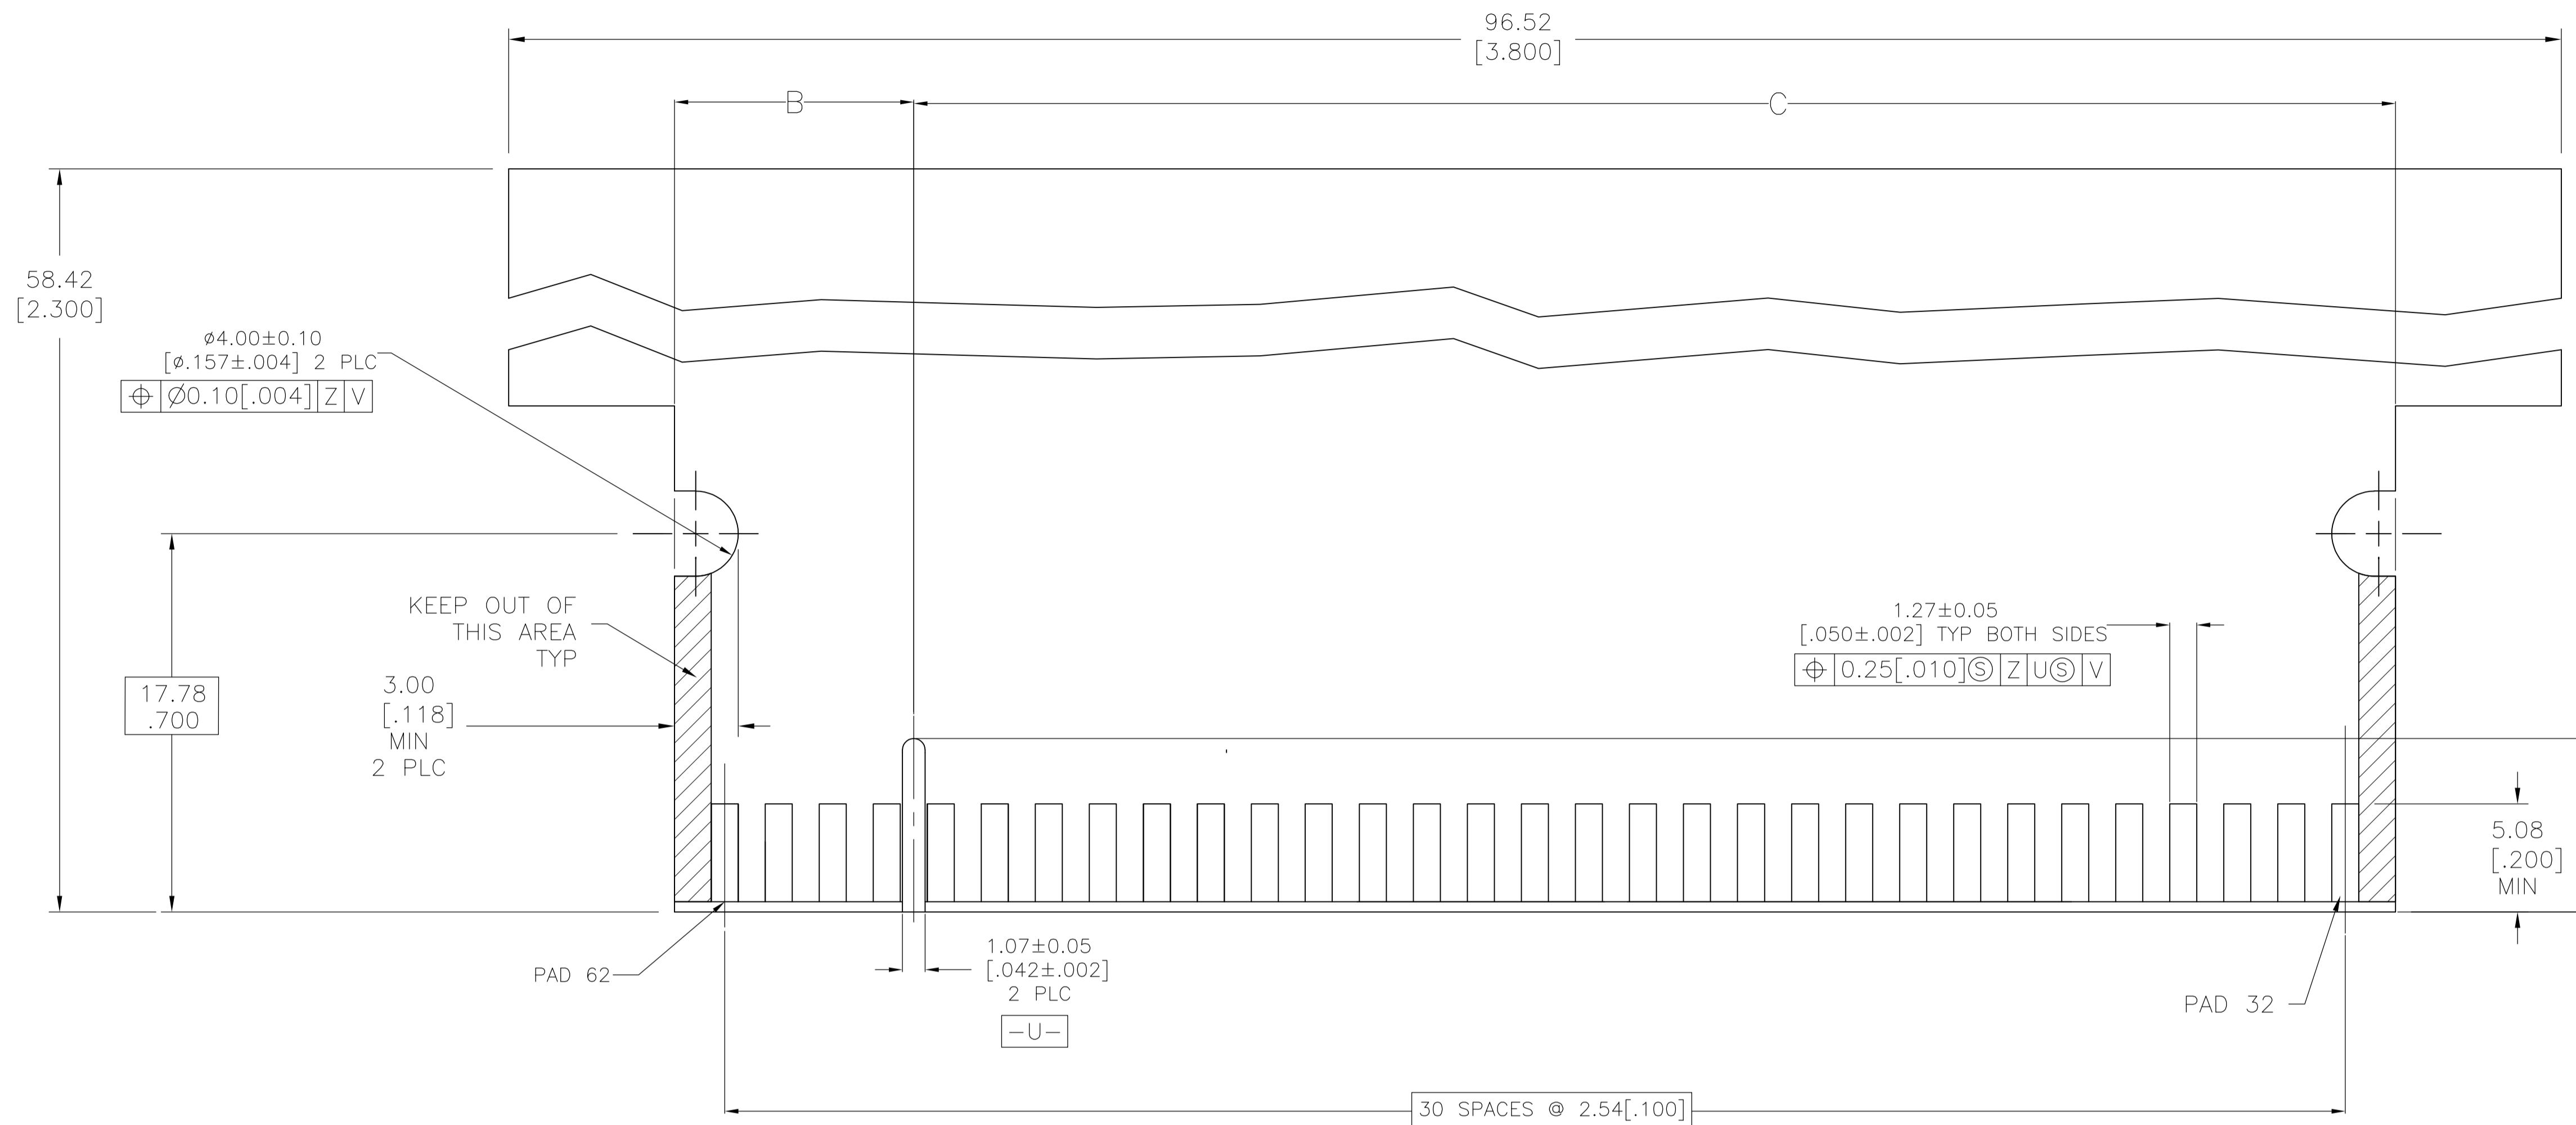 96.52
[3.800]
B
C
58.42
[2.300]
ø4.00±0.10
[ø.157±.004] 2 PLC
⌖ Ø0.10[.004] Z V
KEEP OUT OF
THIS AREA
TYP
1.27±0.05
[.050±.002] TYP BOTH SIDES
⌖ 0.25[.010]Ⓢ Z UⓈ V
17.78
.700
3.00
[.118]
MIN
2 PLC
5.08
[.200]
MIN
PAD 62
1.07±0.05
[.042±.002]
2 PLC
-U-
PAD 32
30 SPACES @ 2.54[.100]